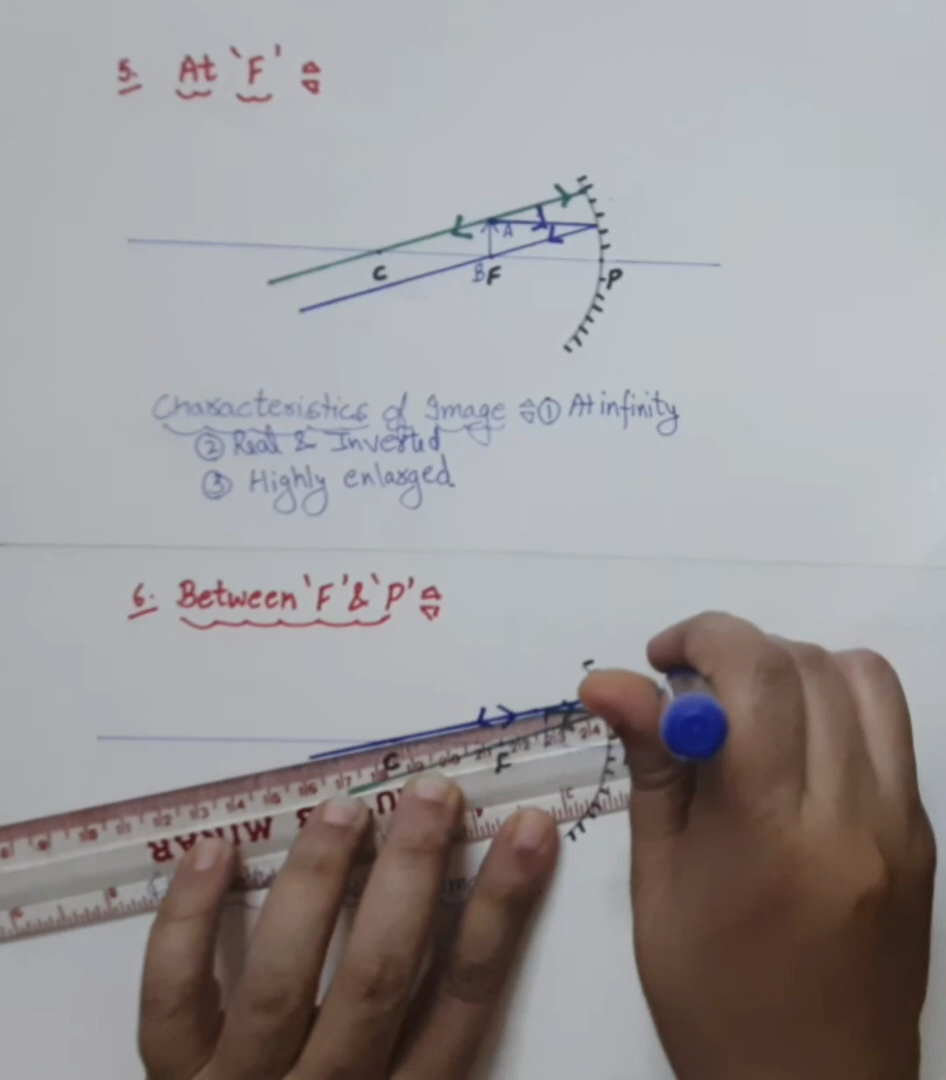 5. At 'F' :
A
C
B F
P
Characteristics of Image : ① At infinity
② Real & Inverted
③ Highly enlarged
6. Between 'F' & 'P' :
C
F